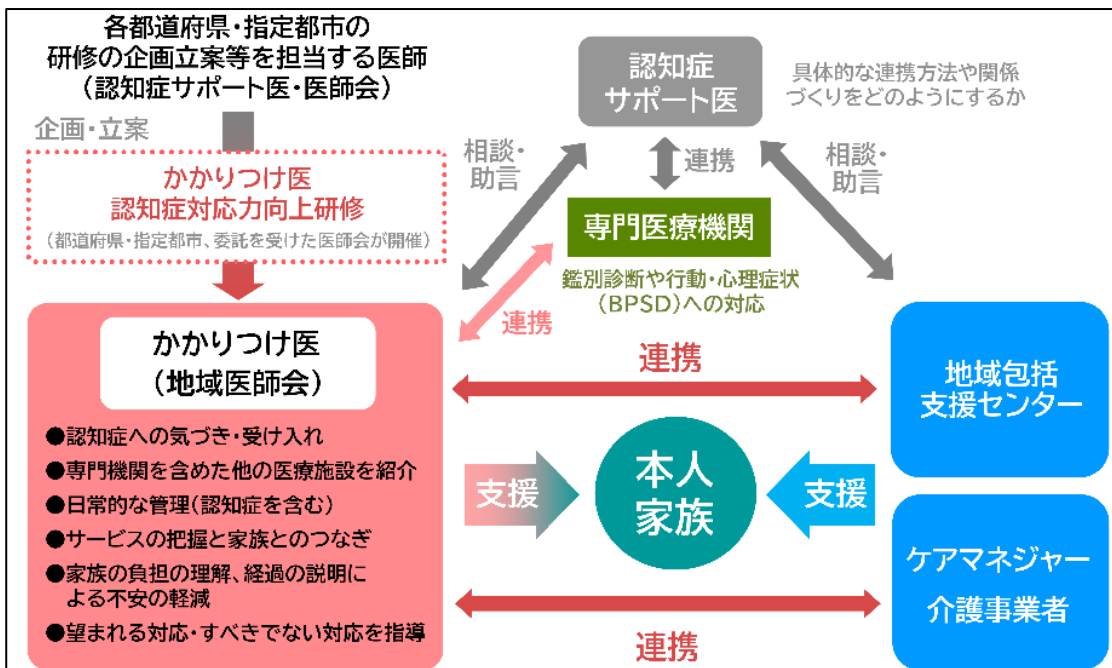 各都道府県・指定都市の
研修の企画立案等を担当する医師
（認知症サポート医・医師会）
企画・立案
かかりつけ医
認知症対応力向上研修
（都道府県・指定都市、委託を受けた医師会が開催）
認知症
サポート医
具体的な連携方法や関係
づくりをどのようにするか
相談・
助言
連携
相談・
助言
専門医療機関
鑑別診断や行動・心理症状
（BPSD）への対応
連携
かかりつけ医
（地域医師会）
●認知症への気づき・受け入れ
●専門機関を含めた他の医療施設を紹介
●日常的な管理（認知症を含む）
●サービスの把握と家族とのつなぎ
●家族の負担の理解、経過の説明に
よる不安の軽減
●望まれる対応・すべきでない対応を指導
連携
支援
本人
家族
支援
連携
地域包括
支援センター
ケアマネジャー
介護事業者